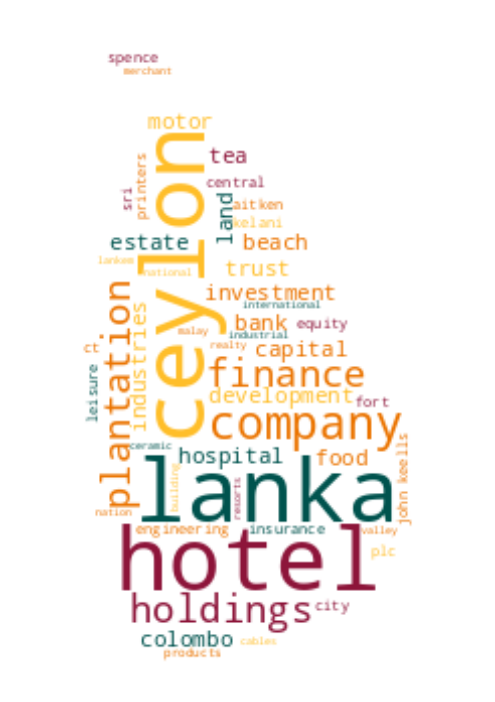 spence
merchant
motor
ceylon
tea
printers
central
sri
land
aitken
kelani
estate
beach
lankem
national
trust
plantation
investment
international
industries
bank
equity
malay
industrial
ct
realty
capital
leisure
finance
development
fort
company
ceramic
hospital
food
john keells
lanka
building
resorts
nation
engineering
insurance
valley
hotel
plc
holdings
city
colombo
cables
products